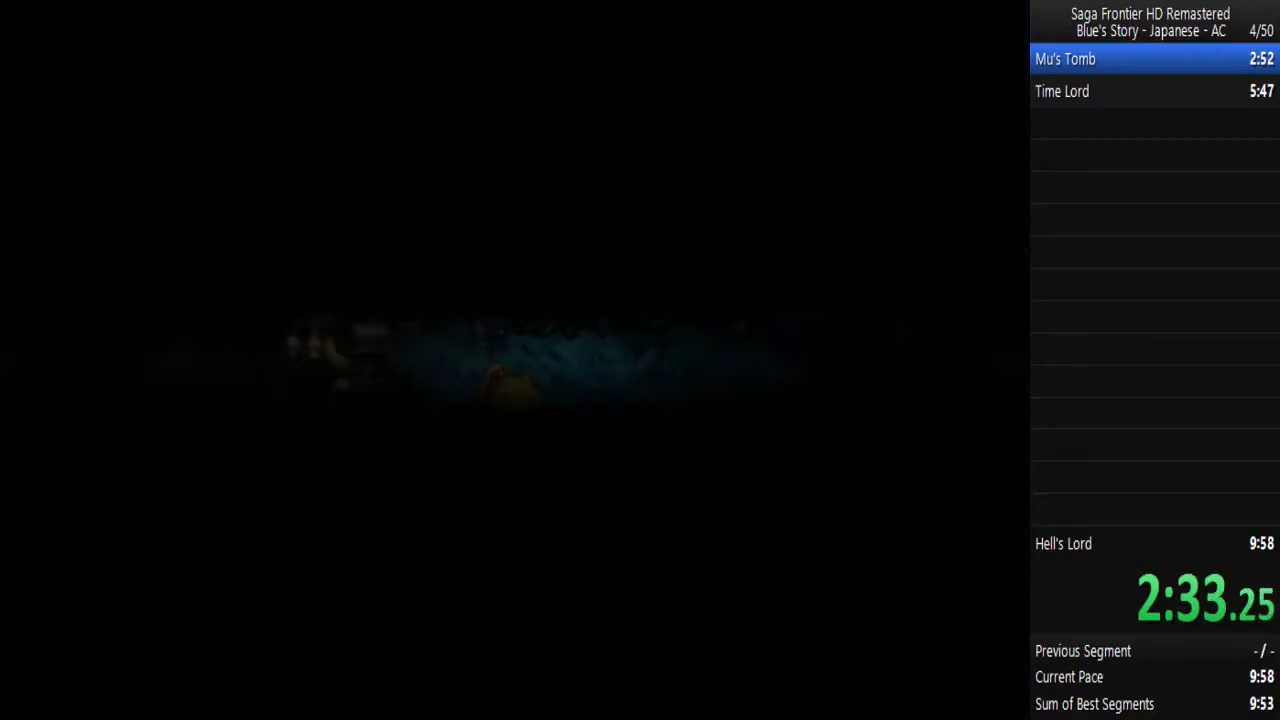 Saga Frontier HD Remastered
Blue's Story - Japanese - AC 4/50
Mu's Tomb 2:52
Time Lord 5:47
Hell's Lord 9:58
2:33.25
Previous Segment - / -
Current Pace 9:58
Sum of Best Segments 9:53